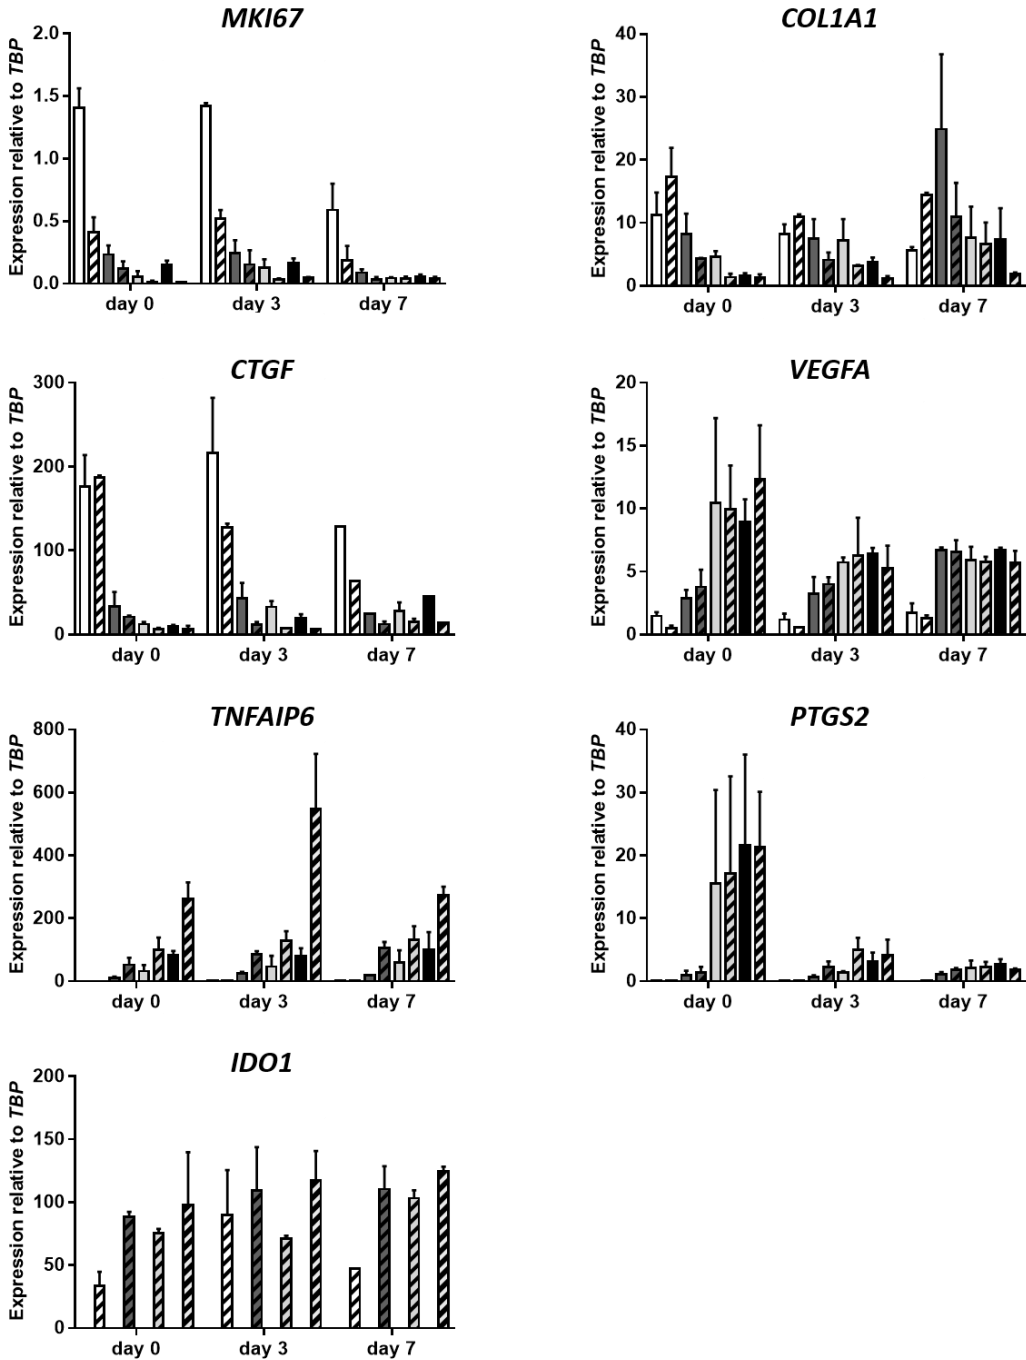 MKI67
Expression relative to TBP
2.0
1.5
1.0
0.5
0.0
day 0 day 3 day 7
COL1A1
Expression relative to TBP
40
30
20
10
0
day 0 day 3 day 7
CTGF
Expression relative to TBP
300
200
100
0
day 0 day 3 day 7
VEGFA
Expression relative to TBP
20
15
10
5
0
day 0 day 3 day 7
TNFAIP6
Expression relative to TBP
800
600
400
200
0
day 0 day 3 day 7
PTGS2
Expression relative to TBP
40
30
20
10
0
day 0 day 3 day 7
IDO1
Expression relative to TBP
200
150
100
50
0
day 0 day 3 day 7